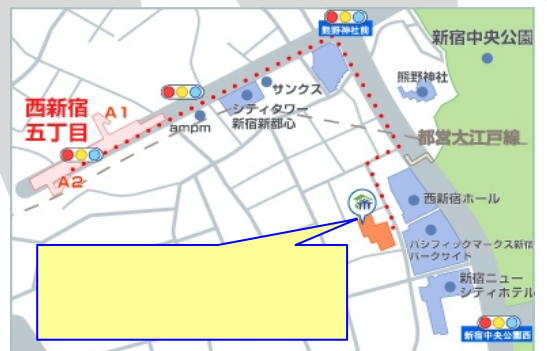 熊野神社前
新宿中央公園
熊野神社
サンクス
シティタワー
新宿新都心
西新宿
五丁目
A1
ampm
都営大江戸線
A2
西新宿ホール
パシフィックマークス新宿
パークサイド
新宿ニュー
シティホテル
新宿中央公園西